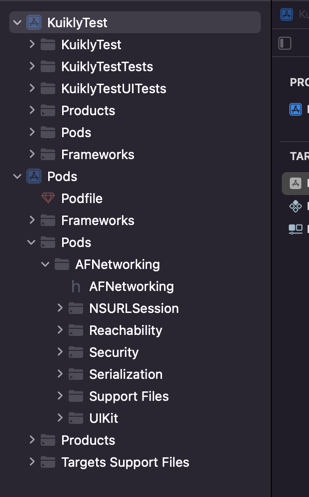 KuiklyTest
KuiklyTest
KuiklyTestTests
KuiklyTestUITests
Products
Pods
Frameworks
Pods
Podfile
Frameworks
Pods
AFNetworking
h AFNetworking
NSURLSession
Reachability
Security
Serialization
Support Files
UIKit
Products
Targets Support Files
PRO
TAR